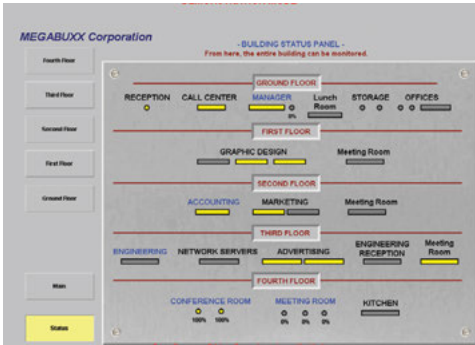 MEGABUXX Corporation
- BUILDING STATUS PANEL -
From here, the entire building can be monitored.
Fourth Floor
Third Floor
Second Floor
First Floor
Ground Floor
Main
Status
GROUND FLOOR
RECEPTION CALL CENTER MANAGER Lunch Room STORAGE OFFICES
0%
FIRST FLOOR
GRAPHIC DESIGN Meeting Room
SECOND FLOOR
ACCOUNTING MARKETING Meeting Room
THIRD FLOOR
ENGINEERING NETWORK SERVERS ADVERTISING ENGINEERING RECEPTION Meeting Room
FOURTH FLOOR
CONFERENCE ROOM MEETING ROOM KITCHEN
100% 100% 0% 0% 0%